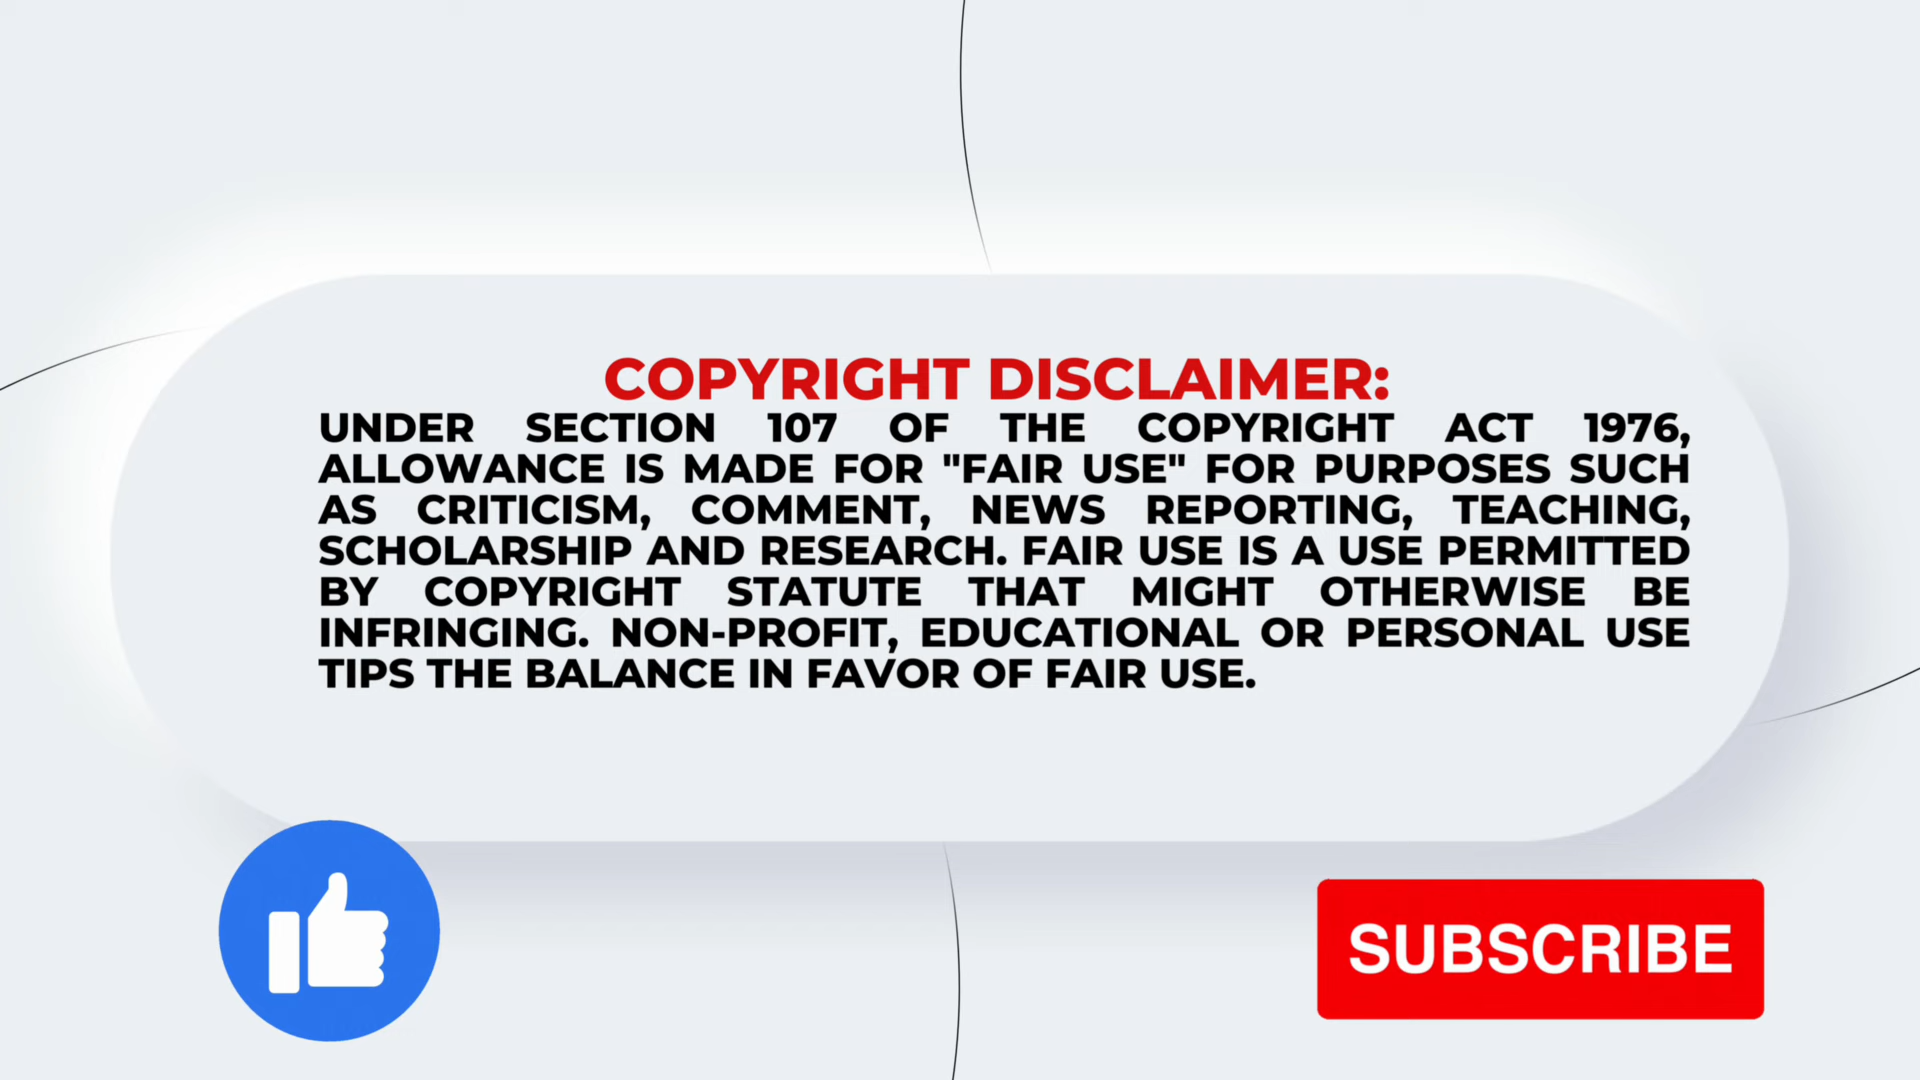 COPYRIGHT DISCLAIMER:
UNDER SECTION 107 OF THE COPYRIGHT ACT 1976,
ALLOWANCE IS MADE FOR "FAIR USE" FOR PURPOSES SUCH
AS CRITICISM, COMMENT, NEWS REPORTING, TEACHING,
SCHOLARSHIP AND RESEARCH. FAIR USE IS A USE PERMITTED
BY COPYRIGHT STATUTE THAT MIGHT OTHERWISE BE
INFRINGING. NON-PROFIT, EDUCATIONAL OR PERSONAL USE
TIPS THE BALANCE IN FAVOR OF FAIR USE.
SUBSCRIBE